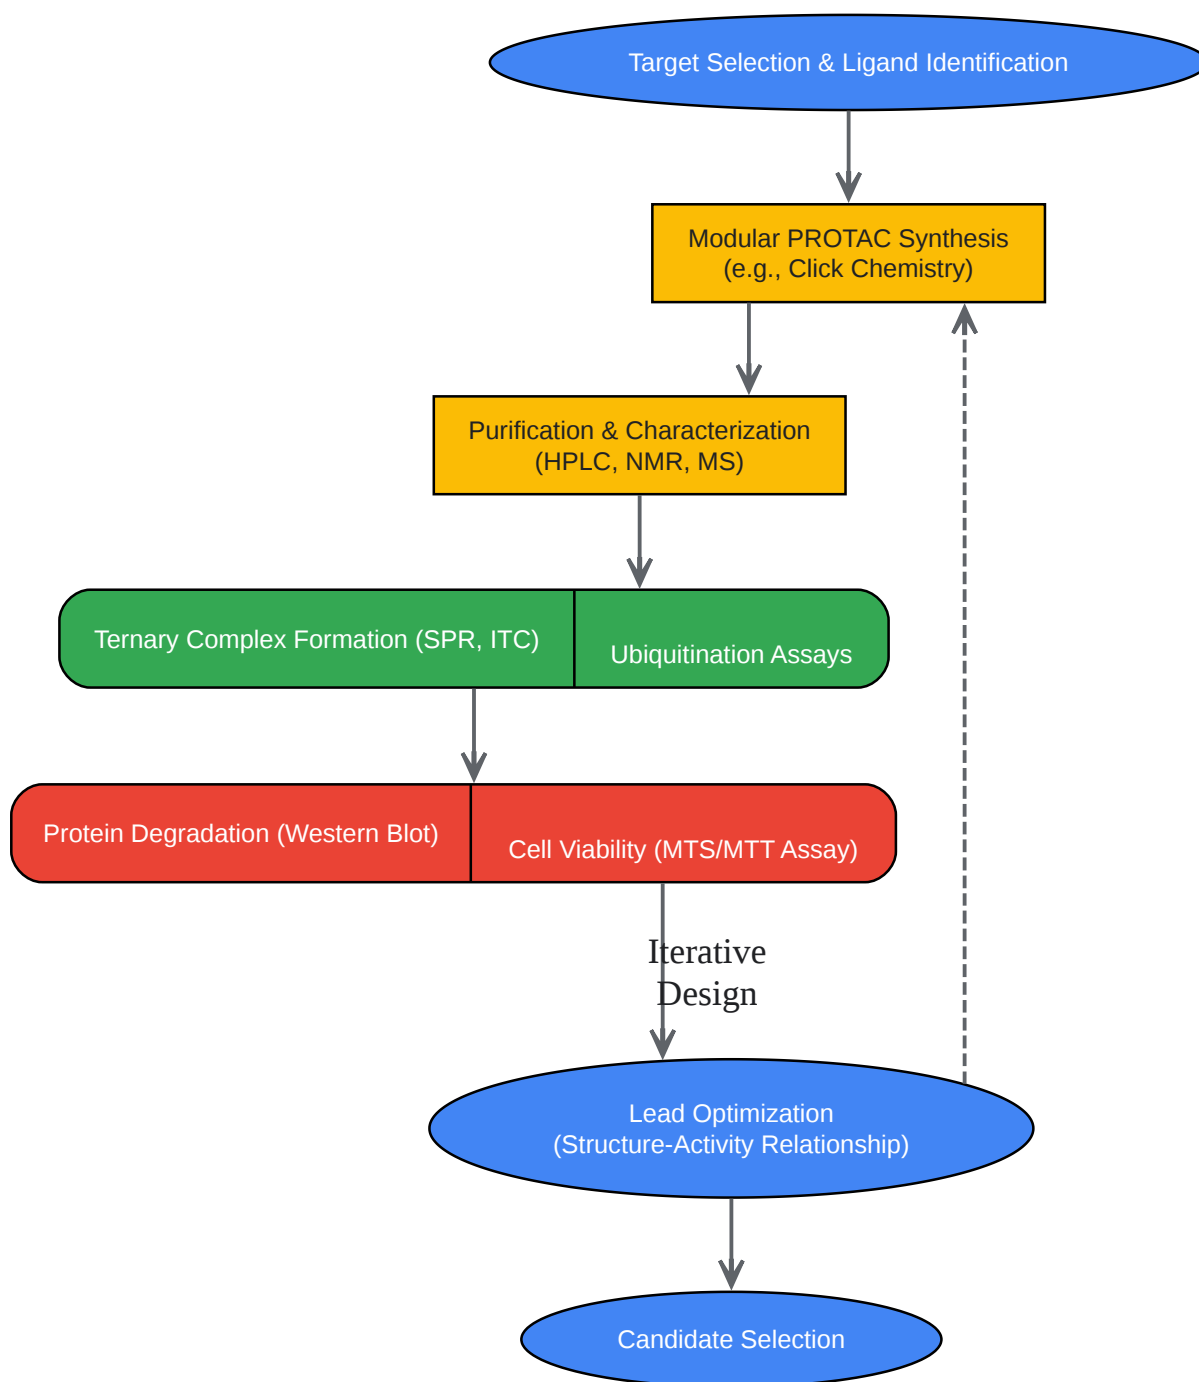 Target Selection & Ligand Identification
Modular PROTAC Synthesis
(e.g., Click Chemistry)
Purification & Characterization
(HPLC, NMR, MS)
Ternary Complex Formation (SPR, ITC)
Ubiquitination Assays
Protein Degradation (Western Blot)
Cell Viability (MTS/MTT Assay)
Iterative
Design
Lead Optimization
(Structure-Activity Relationship)
Candidate Selection